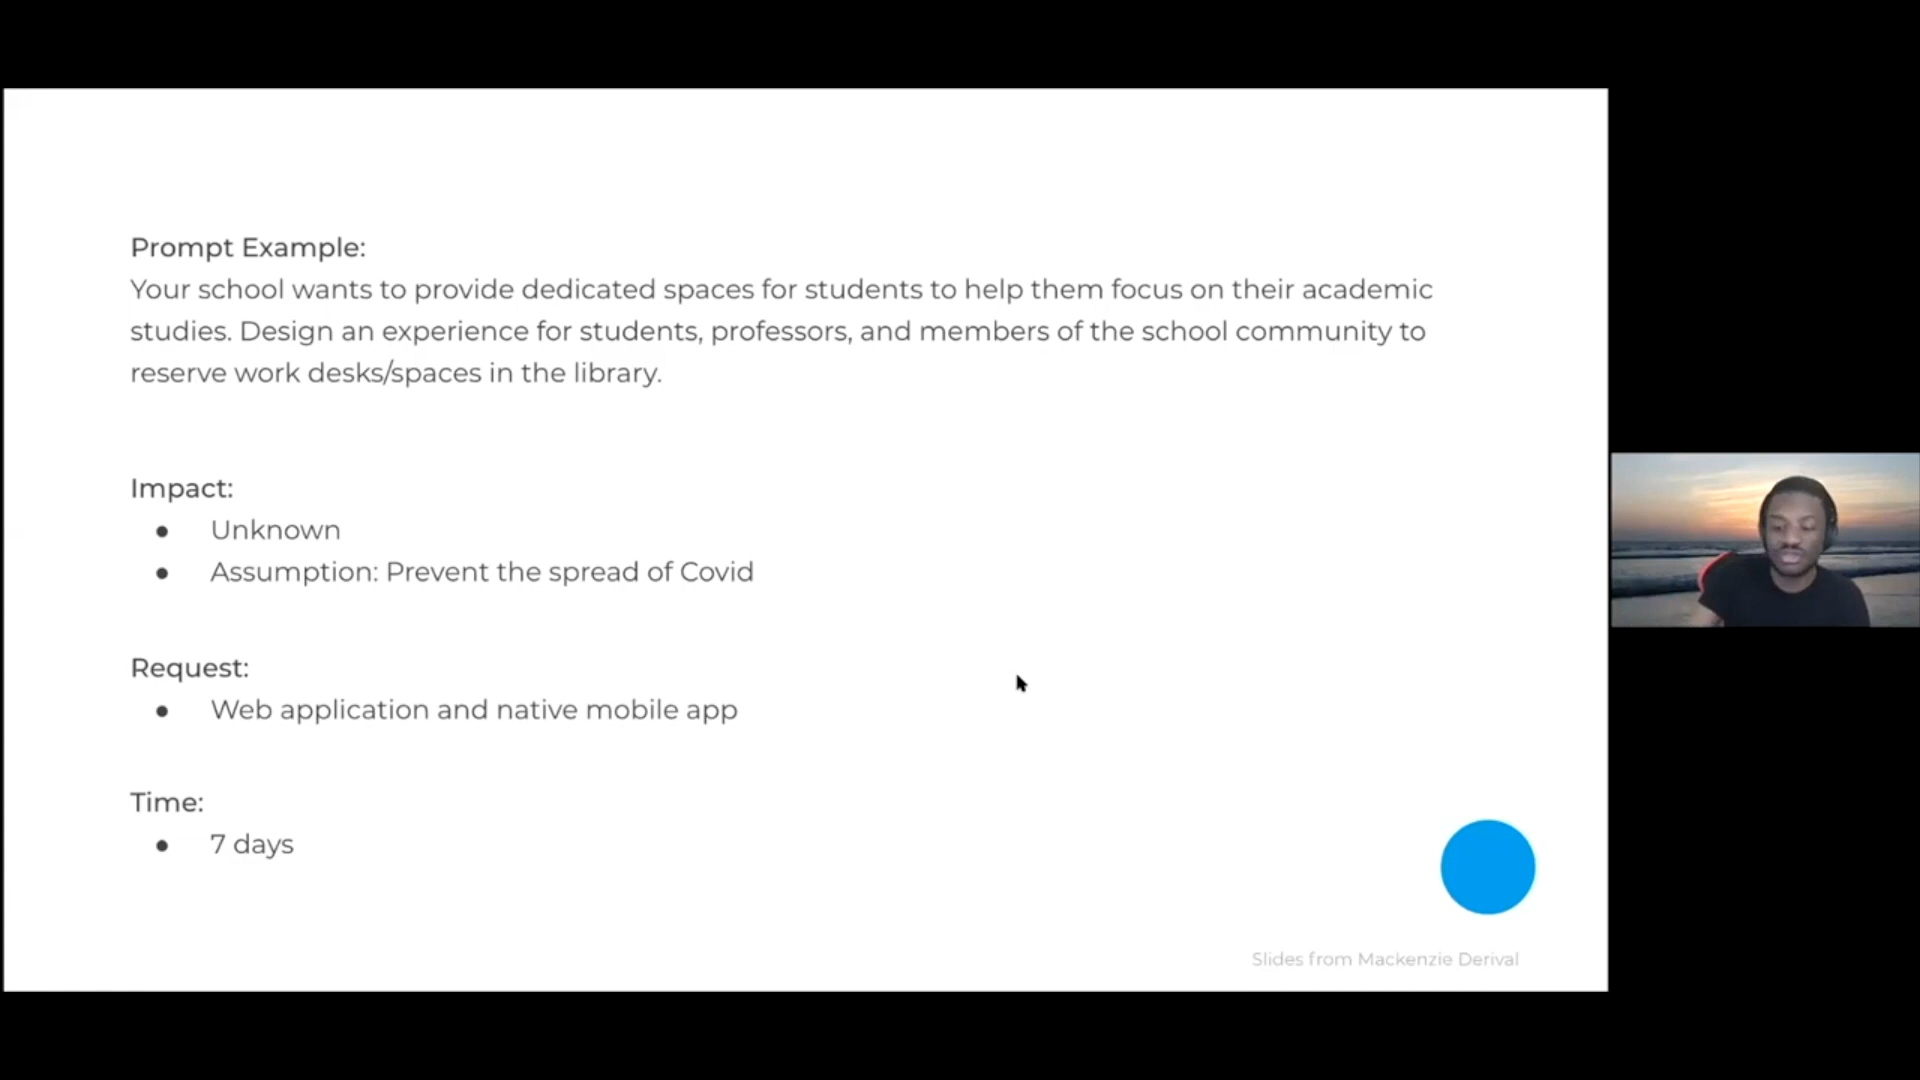 Prompt Example:
Your school wants to provide dedicated spaces for students to help them focus on their academic
studies. Design an experience for students, professors, and members of the school community to
reserve work desks/spaces in the library.
Impact:
● Unknown
● Assumption: Prevent the spread of Covid
Request:
● Web application and native mobile app
Time:
● 7 days
Slides from Mackenzie Derival